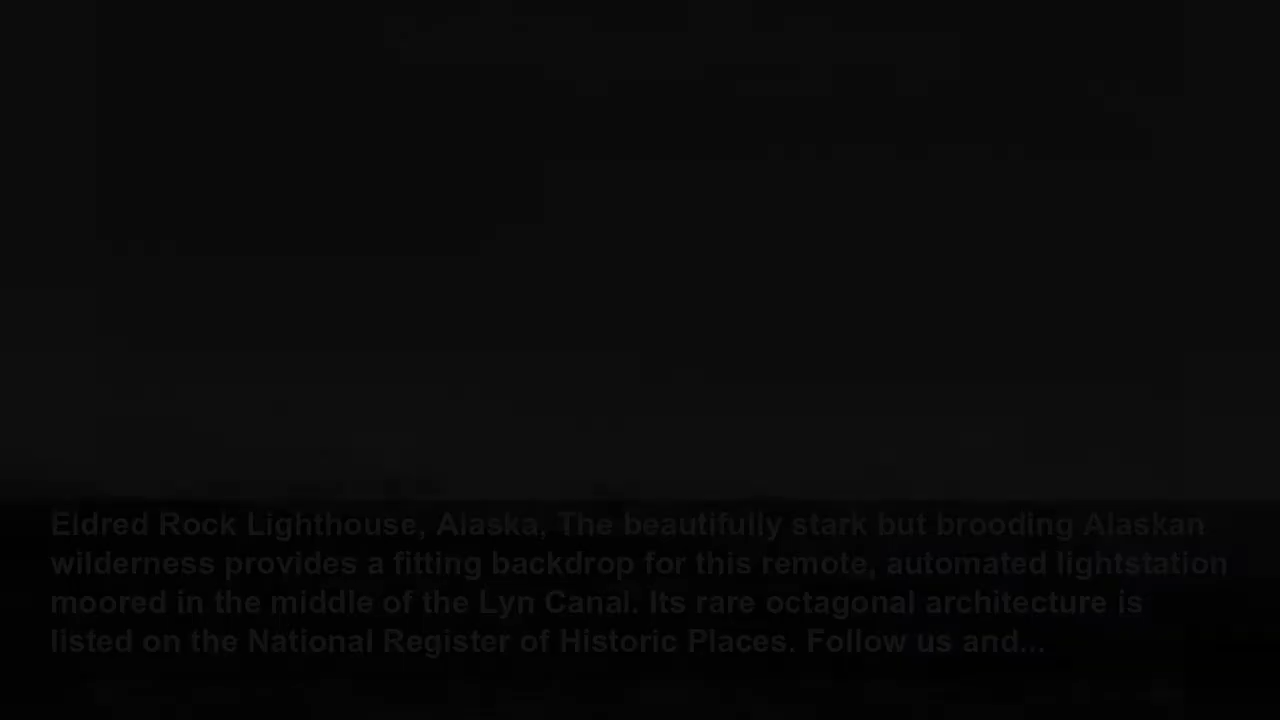 Eldred Rock Lighthouse, Alaska, The beautifully stark but brooding Alaskan
wilderness provides a fitting backdrop for this remote, automated lightstation
moored in the middle of the Lyn Canal. Its rare octagonal architecture is
listed on the National Register of Historic Places. Follow us and...